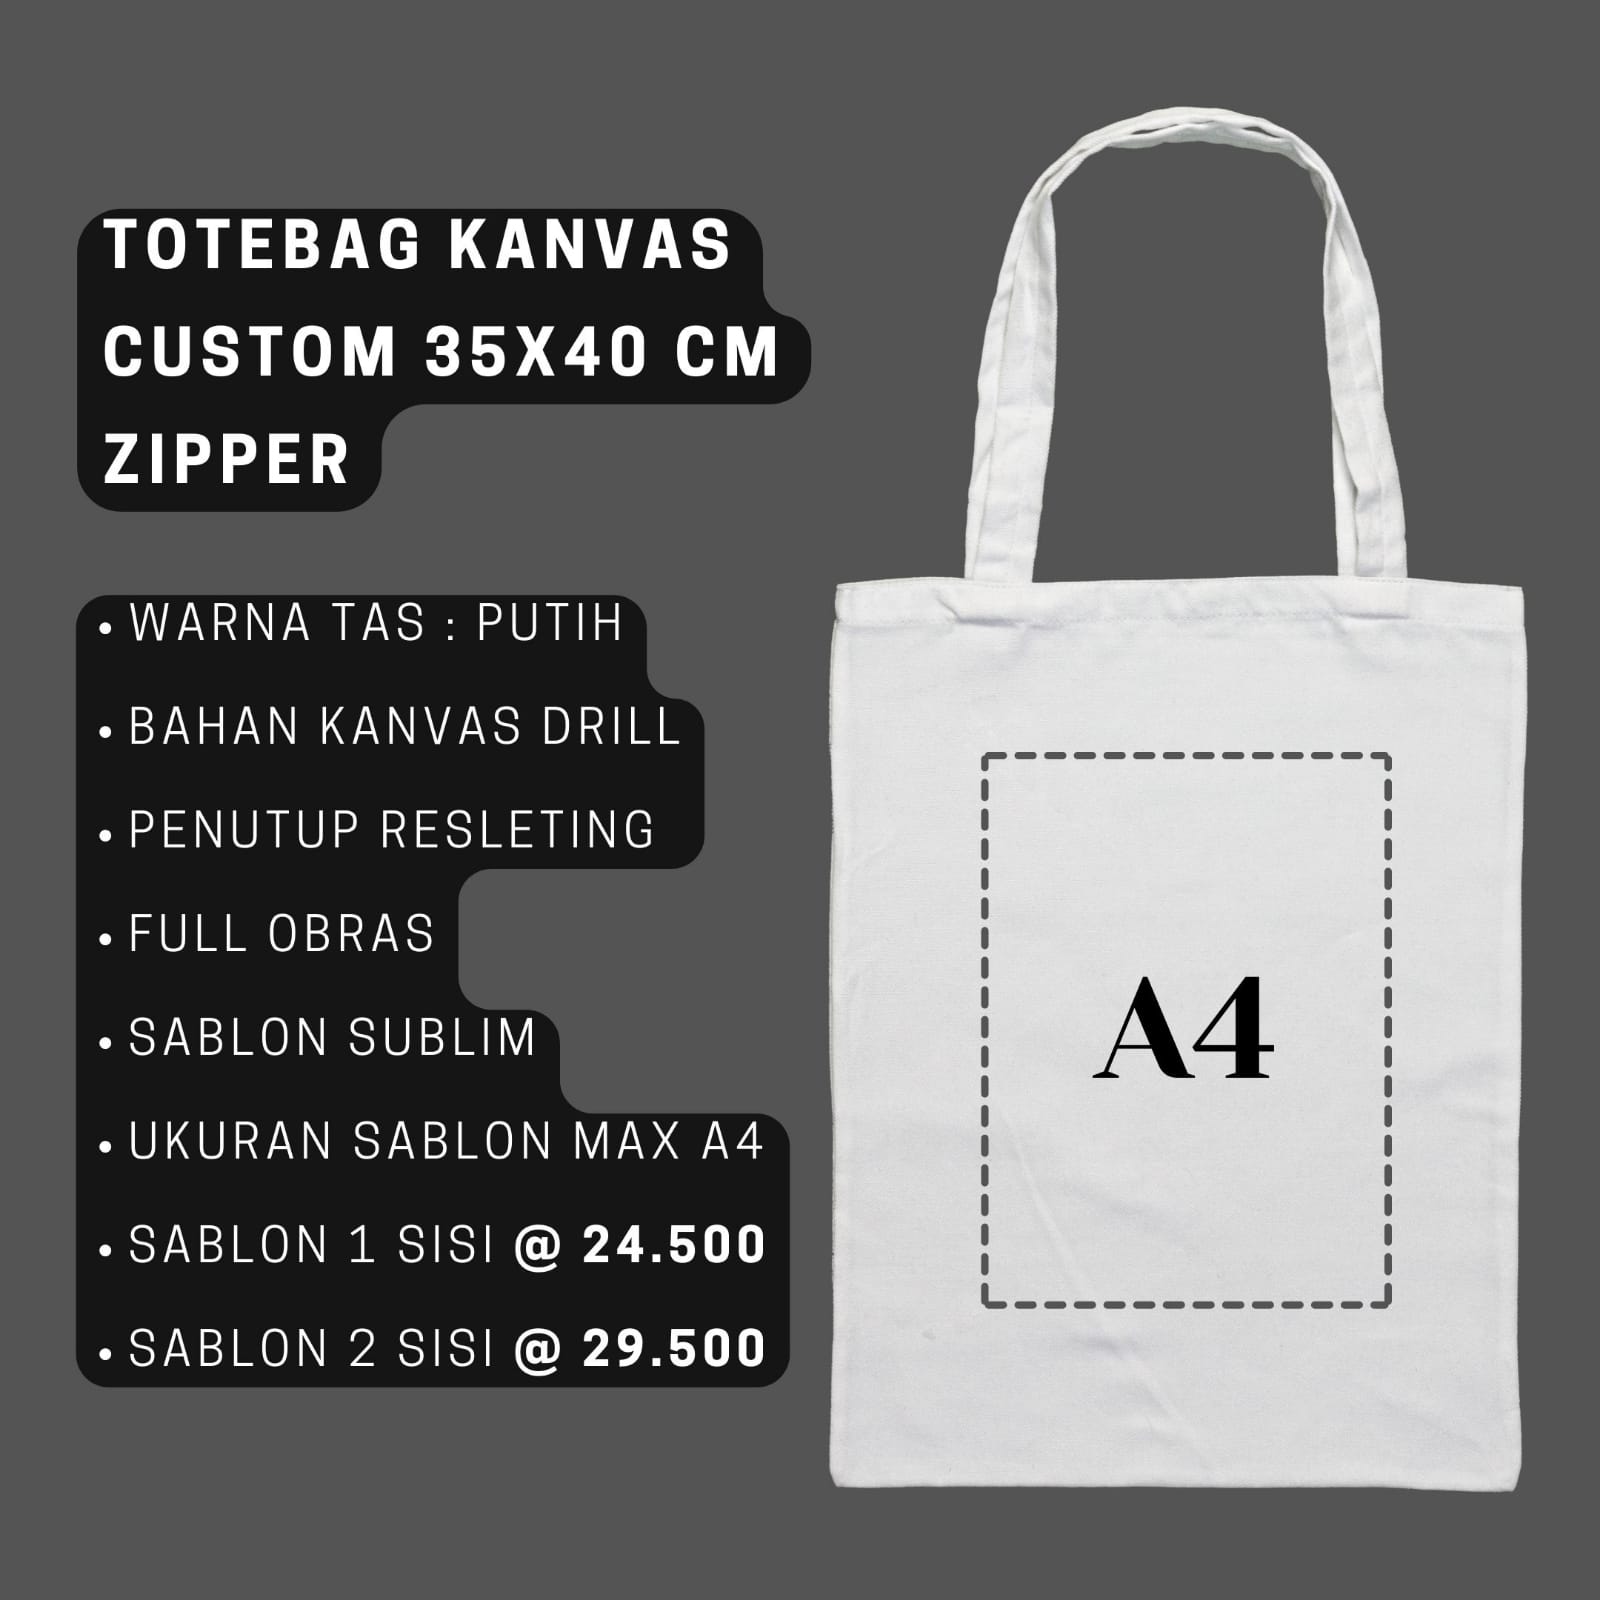 TOTEBAG KANVAS
CUSTOM 35X40 CM
ZIPPER
• WARNA TAS : PUTIH
• BAHAN KANVAS DRILL
• PENUTUP RESLETING
• FULL OBRAS
• SABLON SUBLIM
• UKURAN SABLON MAX A4
• SABLON 1 SISI @ 24.500
• SABLON 2 SISI @ 29.500
A4